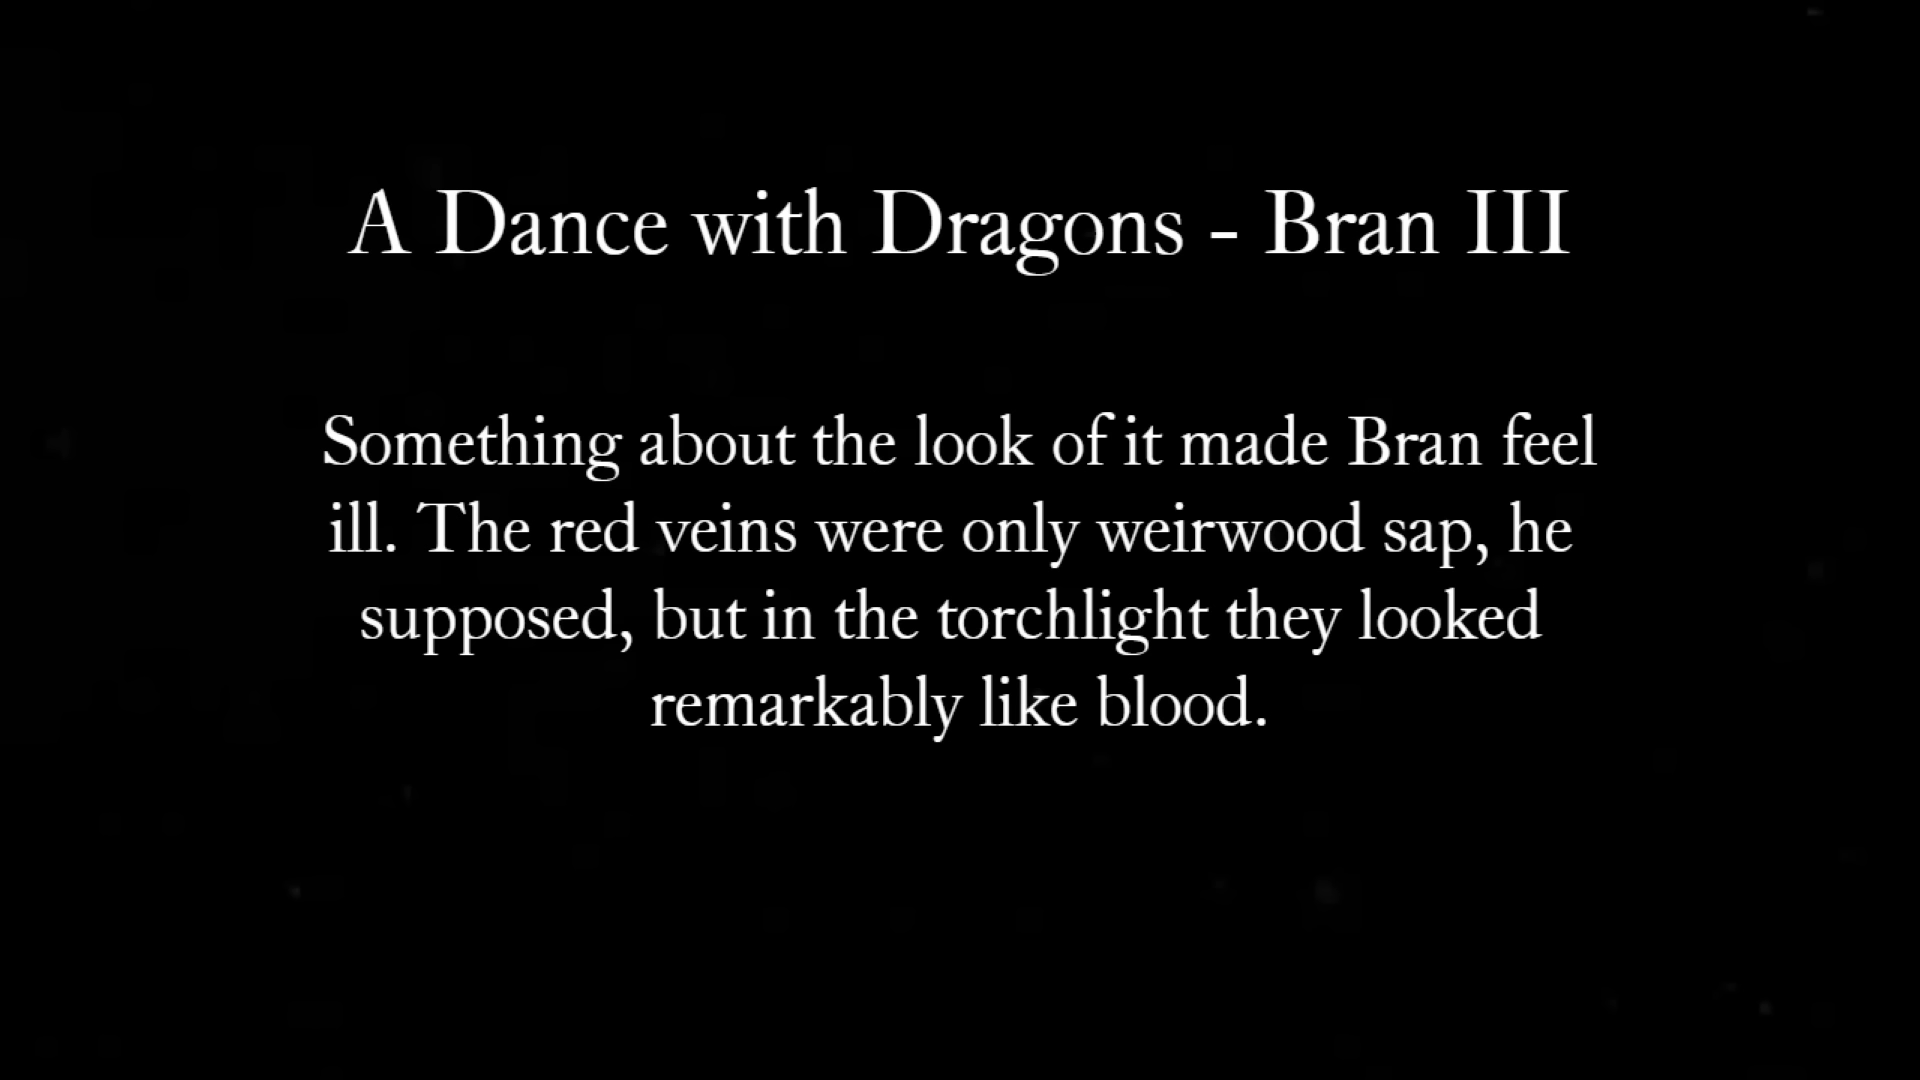 A Dance with Dragons - Bran III
Something about the look of it made Bran feel
ill. The red veins were only weirwood sap, he
supposed, but in the torchlight they looked
remarkably like blood.